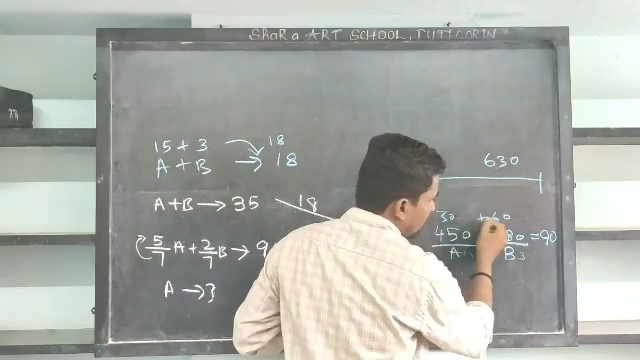 ShaRa ART SCHOOL, TUTICORIN
15 + 3 → 18
A + B → 18
A+B → 35 18
5/7 A + 2/7 B → 9
A → ?
630
30 + 60
450 80 = 90
A B 3